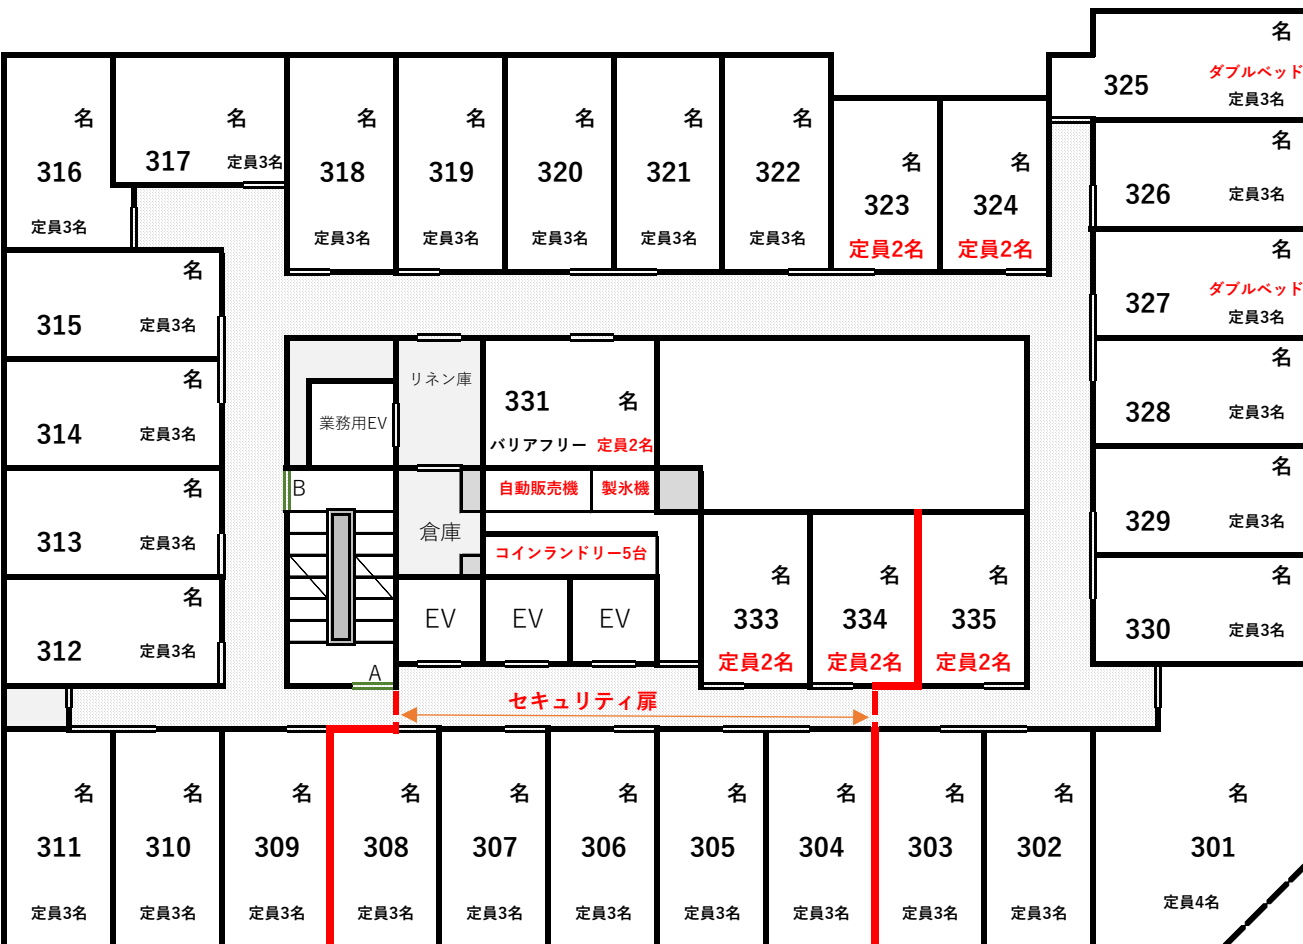 名
ダブルベッド
325
定員3名
名
316
名
317
定員3名
名
318
定員3名
名
319
定員3名
名
320
定員3名
名
321
定員3名
名
322
定員3名
名
323
定員2名
名
324
定員2名
名
326
定員3名
定員3名
名
315
定員3名
名
327
ダブルベッド
定員3名
リネン庫
業務用EV
331
名
バリアフリー 定員2名
名
314
定員3名
名
328
定員3名
B
自動販売機
製氷機
名
313
定員3名
倉庫
コインランドリー5台
名
329
定員3名
名
312
定員3名
EV
EV
EV
名
333
定員2名
名
334
定員2名
名
335
定員2名
名
330
定員3名
A
セキュリティ扉
名
311
定員3名
名
310
定員3名
名
309
定員3名
名
308
定員3名
名
307
定員3名
名
306
定員3名
名
305
定員3名
名
304
定員3名
名
303
定員3名
名
302
定員3名
名
301
定員4名